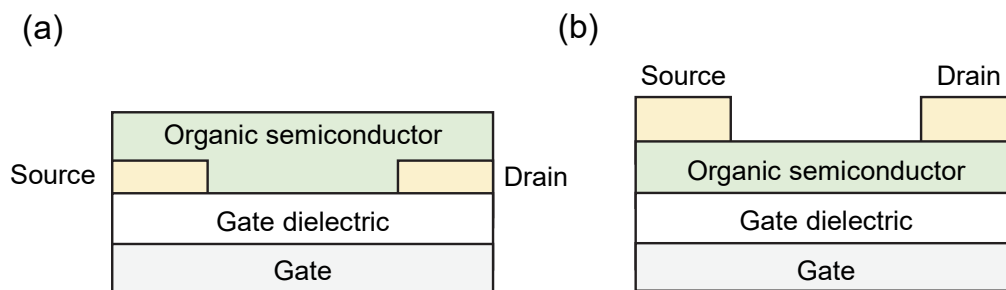 (a)
Organic semiconductor
Source
Drain
Gate dielectric
Gate
(b)
Source
Drain
Organic semiconductor
Gate dielectric
Gate